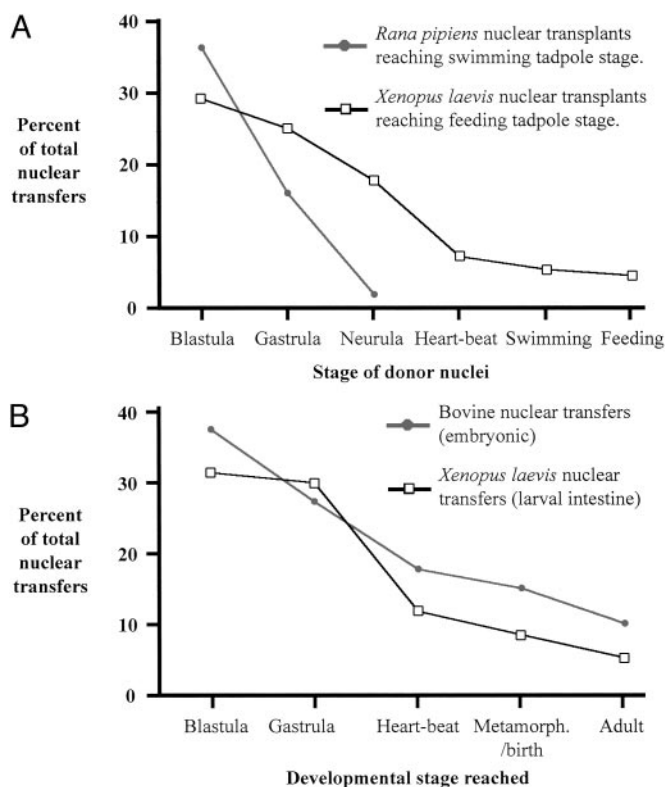 A
40
30
20
10
0
Percent
of total
nuclear
transfers
Rana pipiens nuclear transplants
reaching swimming tadpole stage.
Xenopus laevis nuclear transplants
reaching feeding tadpole stage.
Blastula Gastrula Neurula Heart-beat Swimming Feeding
Stage of donor nuclei
B
40
30
20
10
0
Percent
of total
nuclear
transfers
Bovine nuclear transfers
(embryonic)
Xenopus laevis nuclear
transfers (larval intestine)
Blastula Gastrula Heart-beat Metamorph. Adult
/birth
Developmental stage reached